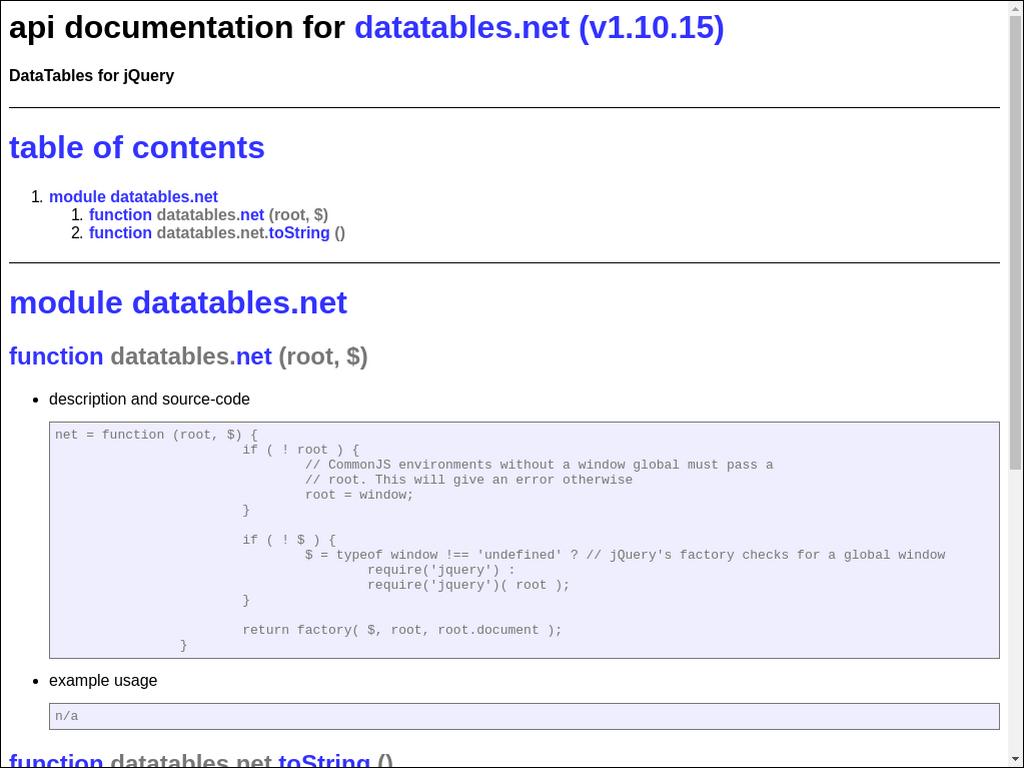 api documentation for datatables.net (v1.10.15)
DataTables for jQuery
table of contents
1. module datatables.net
1. function datatables.net (root, $)
2. function datatables.net.toString ()
module datatables.net
function datatables.net (root, $)
• description and source-code
net = function (root, $) {
if ( ! root ) {
// CommonJS environments without a window global must pass a
// root. This will give an error otherwise
root = window;
}
if ( ! $ ) {
$ = typeof window !== 'undefined' ? // jQuery's factory checks for a global window
require('jquery') :
require('jquery')( root );
}
return factory( $, root, root.document );
}
• example usage
n/a
function datatables.net.toString ()